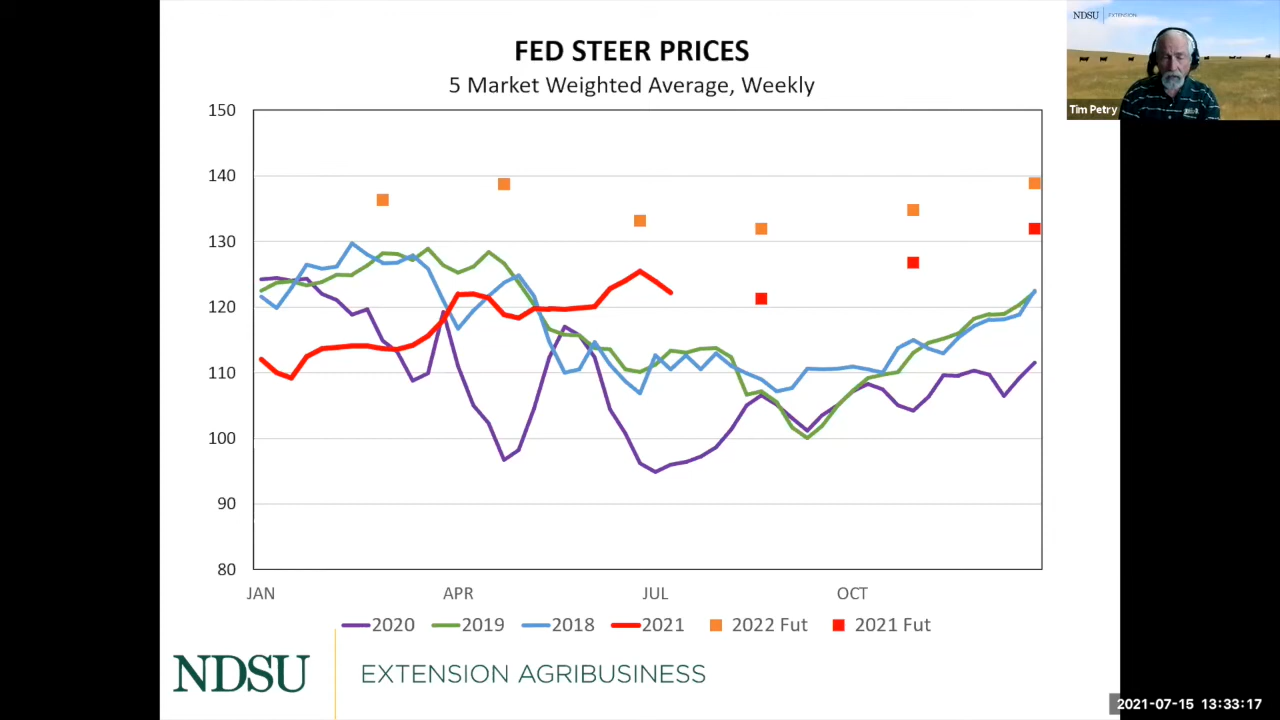 FED STEER PRICES
5 Market Weighted Average, Weekly
150
140
130
120
110
100
90
80
JAN APR JUL OCT
2020 2019 2018 2021 2022 Fut 2021 Fut
NDSU EXTENSION AGRIBUSINESS
NDSU EXTENSION
Tim Petry
2021-07-15 13:33:17